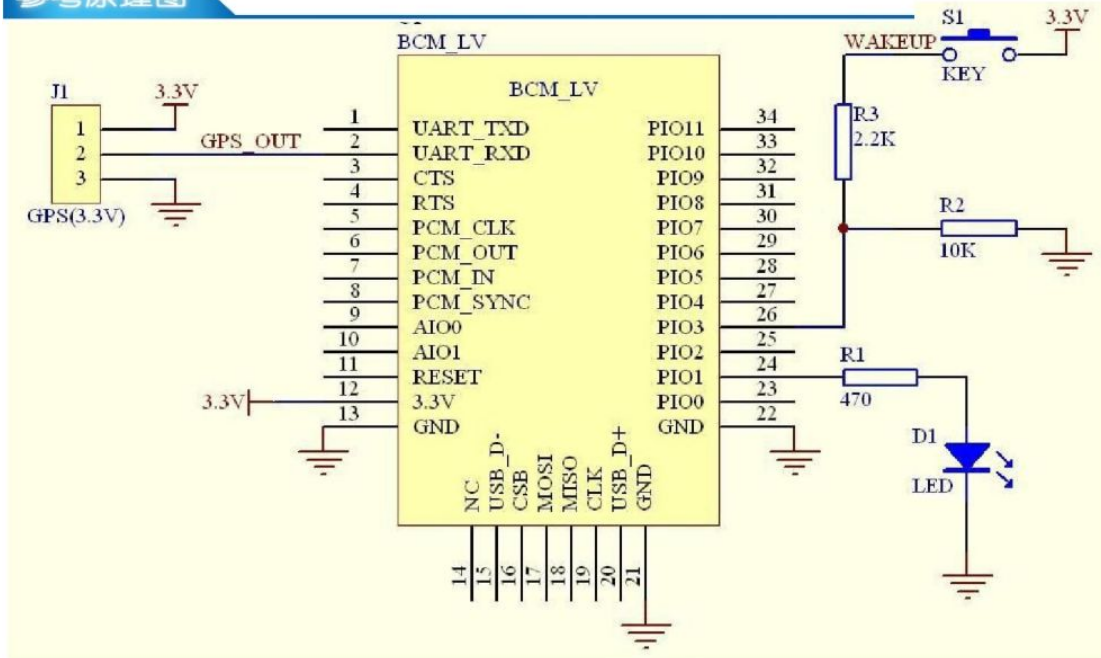 参考原理图
BCM_LV
BCM_LV
S1
3.3V
WAKEUP
KEY
J1
3.3V
1
2
3
GPS_OUT
GPS(3.3V)
R3
2.2K
R2
10K
R1
470
D1
LED
3.3V
1 UART_TXD
2 UART_RXD
3 CTS
4 RTS
5 PCM_CLK
6 PCM_OUT
7 PCM_IN
8 PCM_SYNC
9 AIO0
10 AIO1
11 RESET
12 3.3V
13 GND
PIO11 34
PIO10 33
PIO9 32
PIO8 31
PIO7 30
PIO6 29
PIO5 28
PIO4 27
PIO3 26
PIO2 25
PIO1 24
PIO0 23
GND 22
NC 14
USB_D- 15
CSB 16
MOSI 17
MISO 18
CLK 19
USB_D+ 20
GND 21